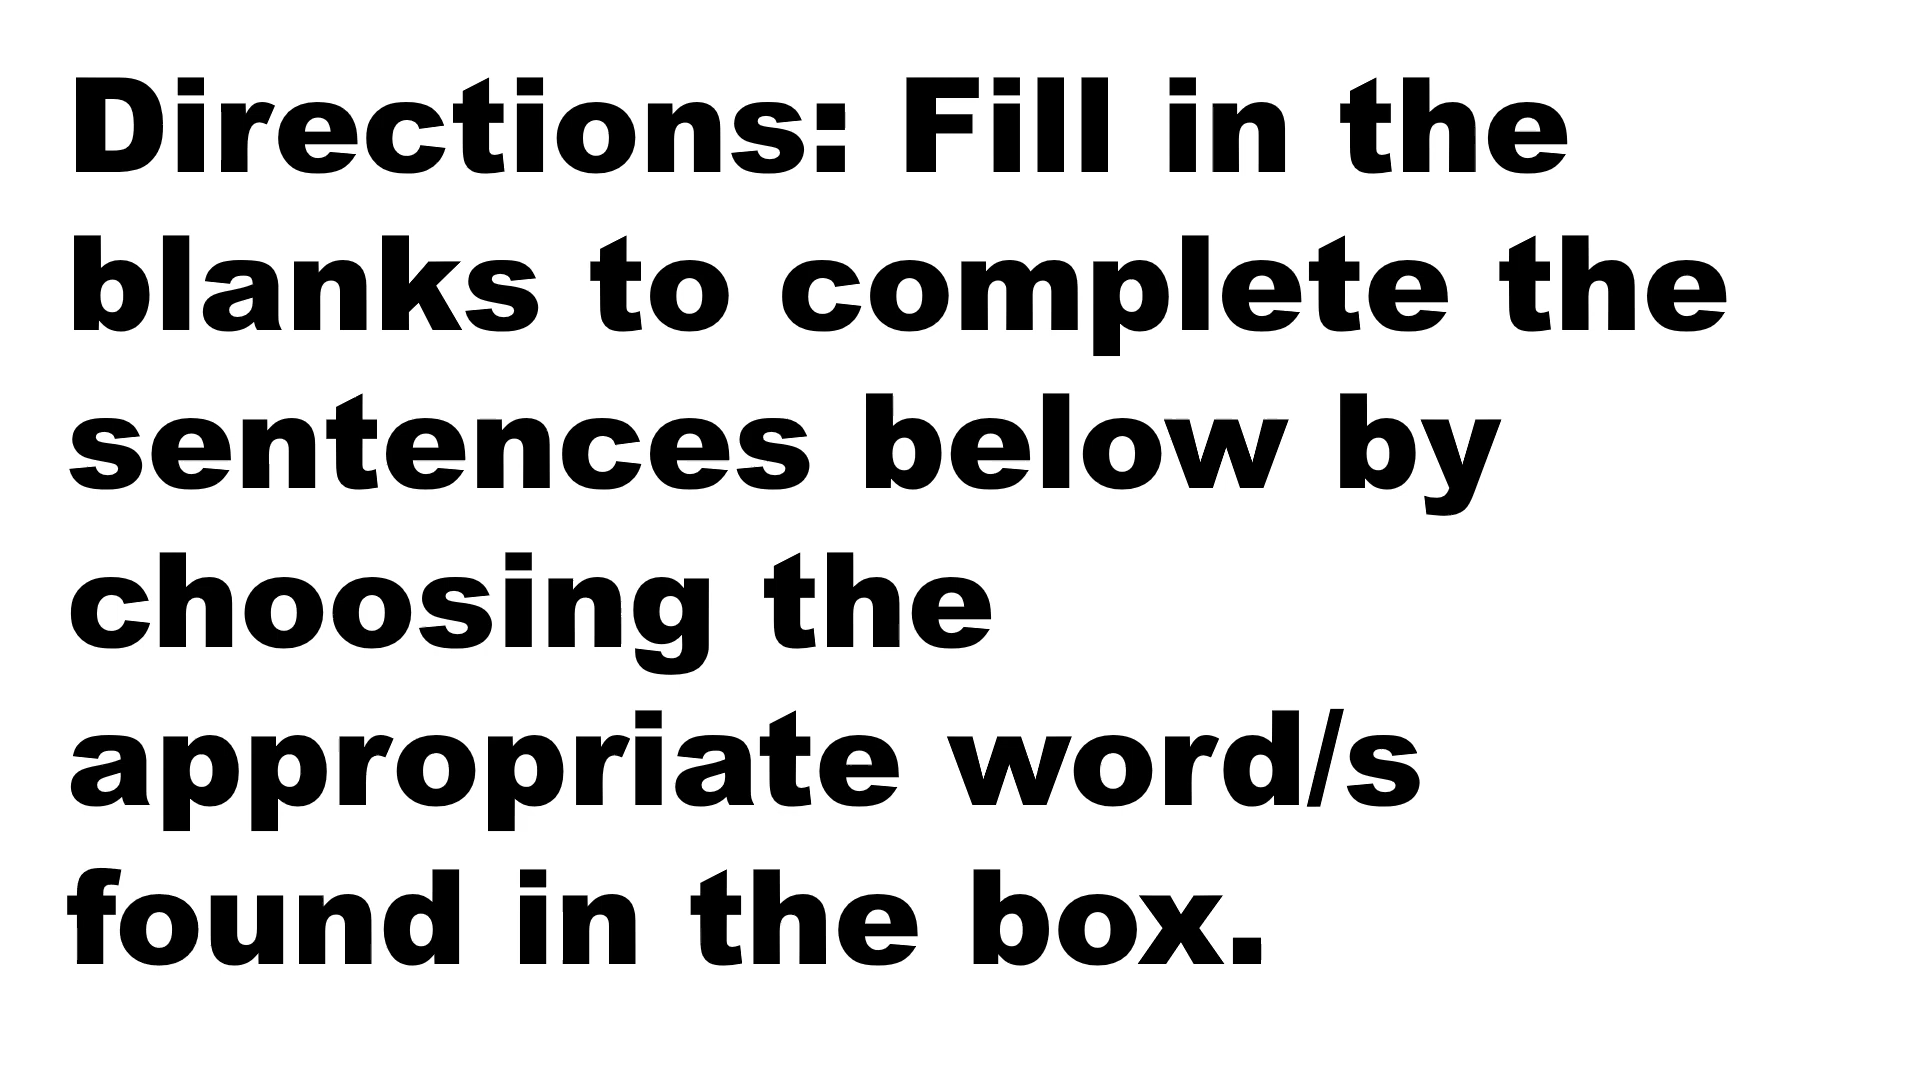 Directions: Fill in the
blanks to complete the
sentences below by
choosing the
appropriate word/s
found in the box.